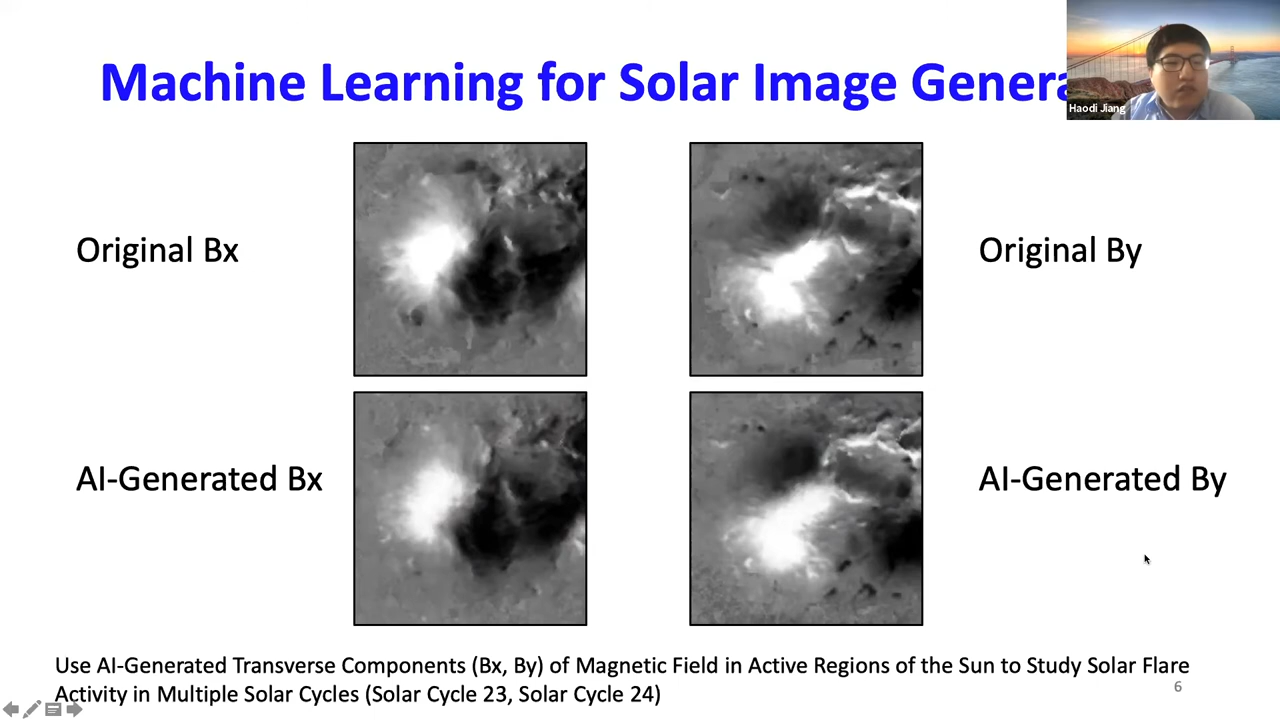 Machine Learning for Solar Image Genera
Haodi Jiang
Original Bx
Original By
AI-Generated Bx
AI-Generated By
Use AI-Generated Transverse Components (Bx, By) of Magnetic Field in Active Regions of the Sun to Study Solar Flare
Activity in Multiple Solar Cycles (Solar Cycle 23, Solar Cycle 24)
6